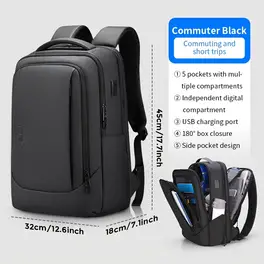 Commuter Black
Commuting and
short trips
① 5 pockets with mul-
tiple compartments
② Independent digital
compartment
③ USB charging port
④ 180° box closure
⑤ Side pocket design
45cm/17.7inch
32cm/12.6inch
18cm/7.1inch